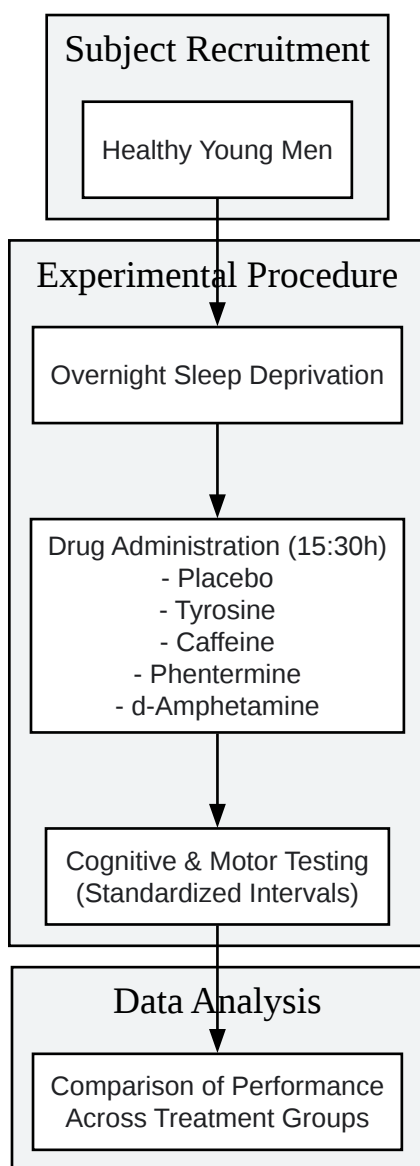 Subject Recruitment
Healthy Young Men
Experimental Procedure
Overnight Sleep Deprivation
Drug Administration (15:30h)
- Placebo
- Tyrosine
- Caffeine
- Phentermine
- d-Amphetamine
Cognitive & Motor Testing
(Standardized Intervals)
Data Analysis
Comparison of Performance
Across Treatment Groups